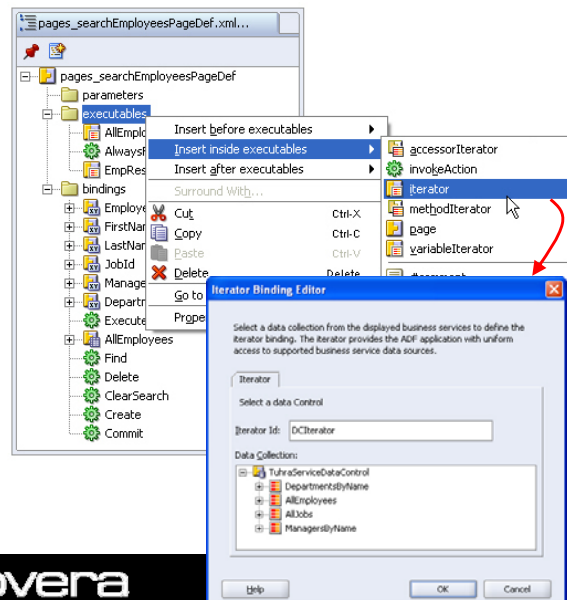 pages_searchEmployeesPageDef.xml...
pages_searchEmployeesPageDef
parameters
executables
AllEmplo
AlwaysF
EmpRes
bindings
Employe
FirstNar
LastNar
JobId
Manage
Departr
Execute
AllEmployees
Find
Delete
ClearSearch
Create
Commit
Insert before executables
Insert inside executables
Insert after executables
Surround With...
Cut Ctrl-X
Copy Ctrl-C
Paste Ctrl-V
Delete Delete
Go to
Prope
accessorIterator
invokeAction
iterator
methodIterator
page
variableIterator
Iterator Binding Editor
Select a data collection from the displayed business services to define the
iterator binding. The iterator provides the ADF application with uniform
access to supported business service data sources.
Iterator
Select a data Control
Iterator Id: DCIterator
Data Collection:
TuhraServiceDataControl
DepartmentsByName
AllEmployees
AllJobs
ManagersByName
Help OK Cancel
overa